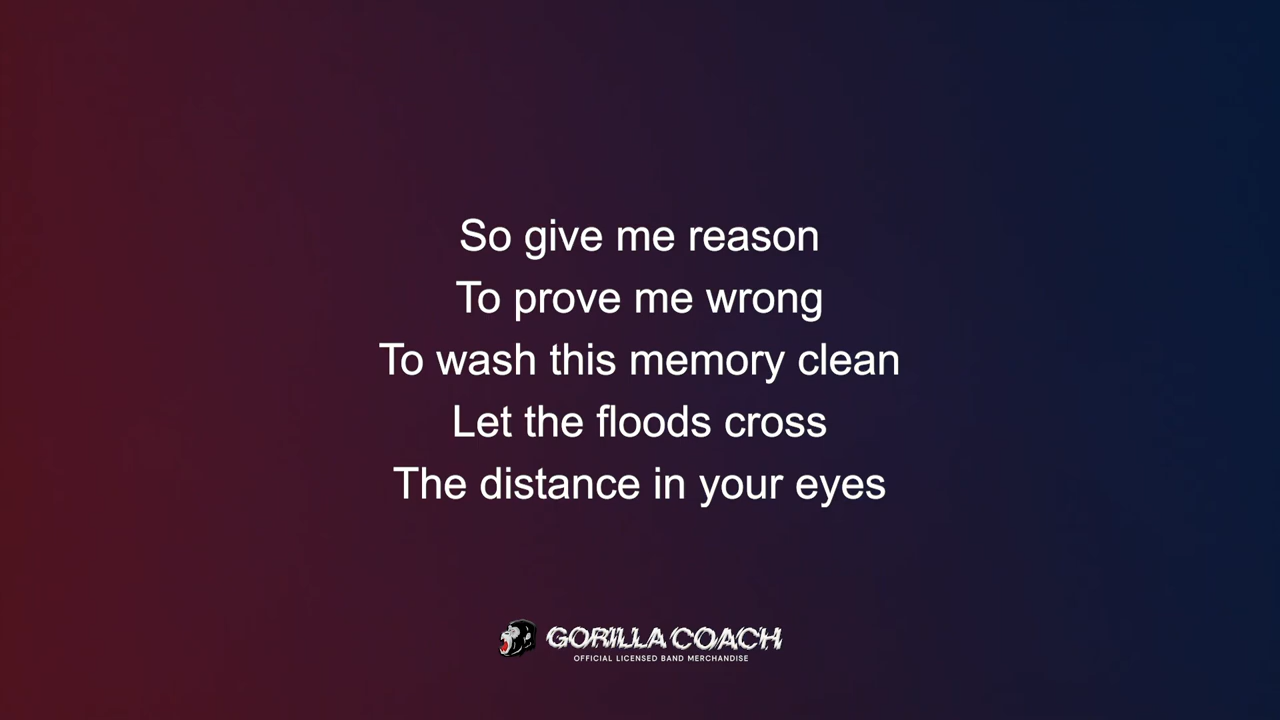 So give me reason
To prove me wrong
To wash this memory clean
Let the floods cross
The distance in your eyes
GORILLA COACH
OFFICIAL LICENSED BAND MERCHANDISE